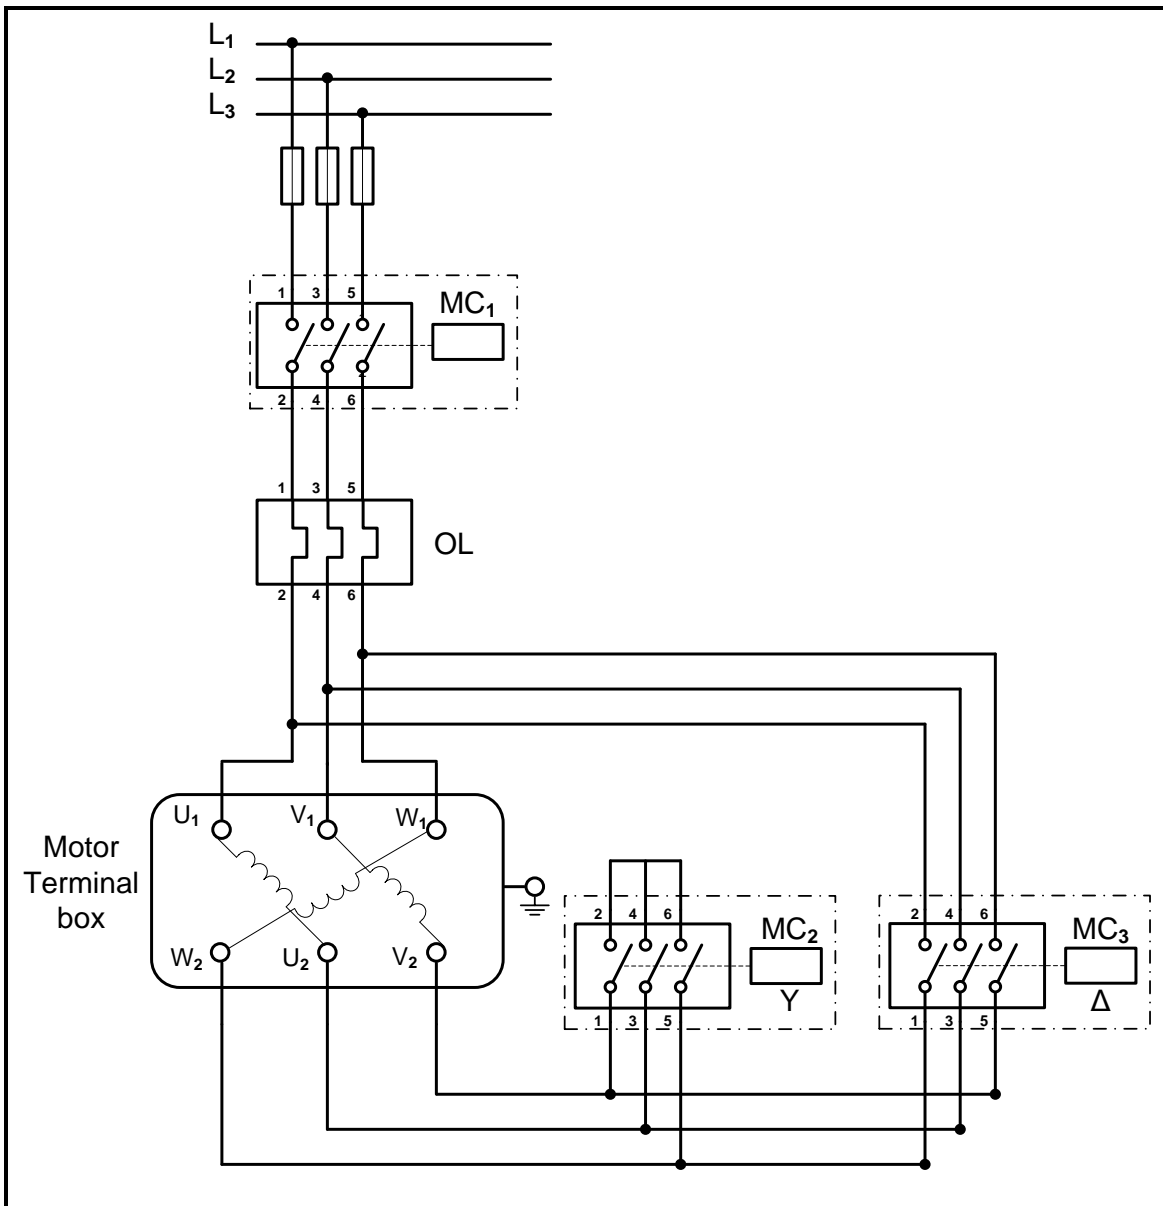 L₁
L₂
L₃
1 3 5
MC₁
2 4 6
1 3 5
OL
2 4 6
U₁ V₁ W₁
Motor
Terminal
box
W₂ U₂ V₂
2 4 6
MC₂
Y
1 3 5
2 4 6
MC₃
Δ
1 3 5